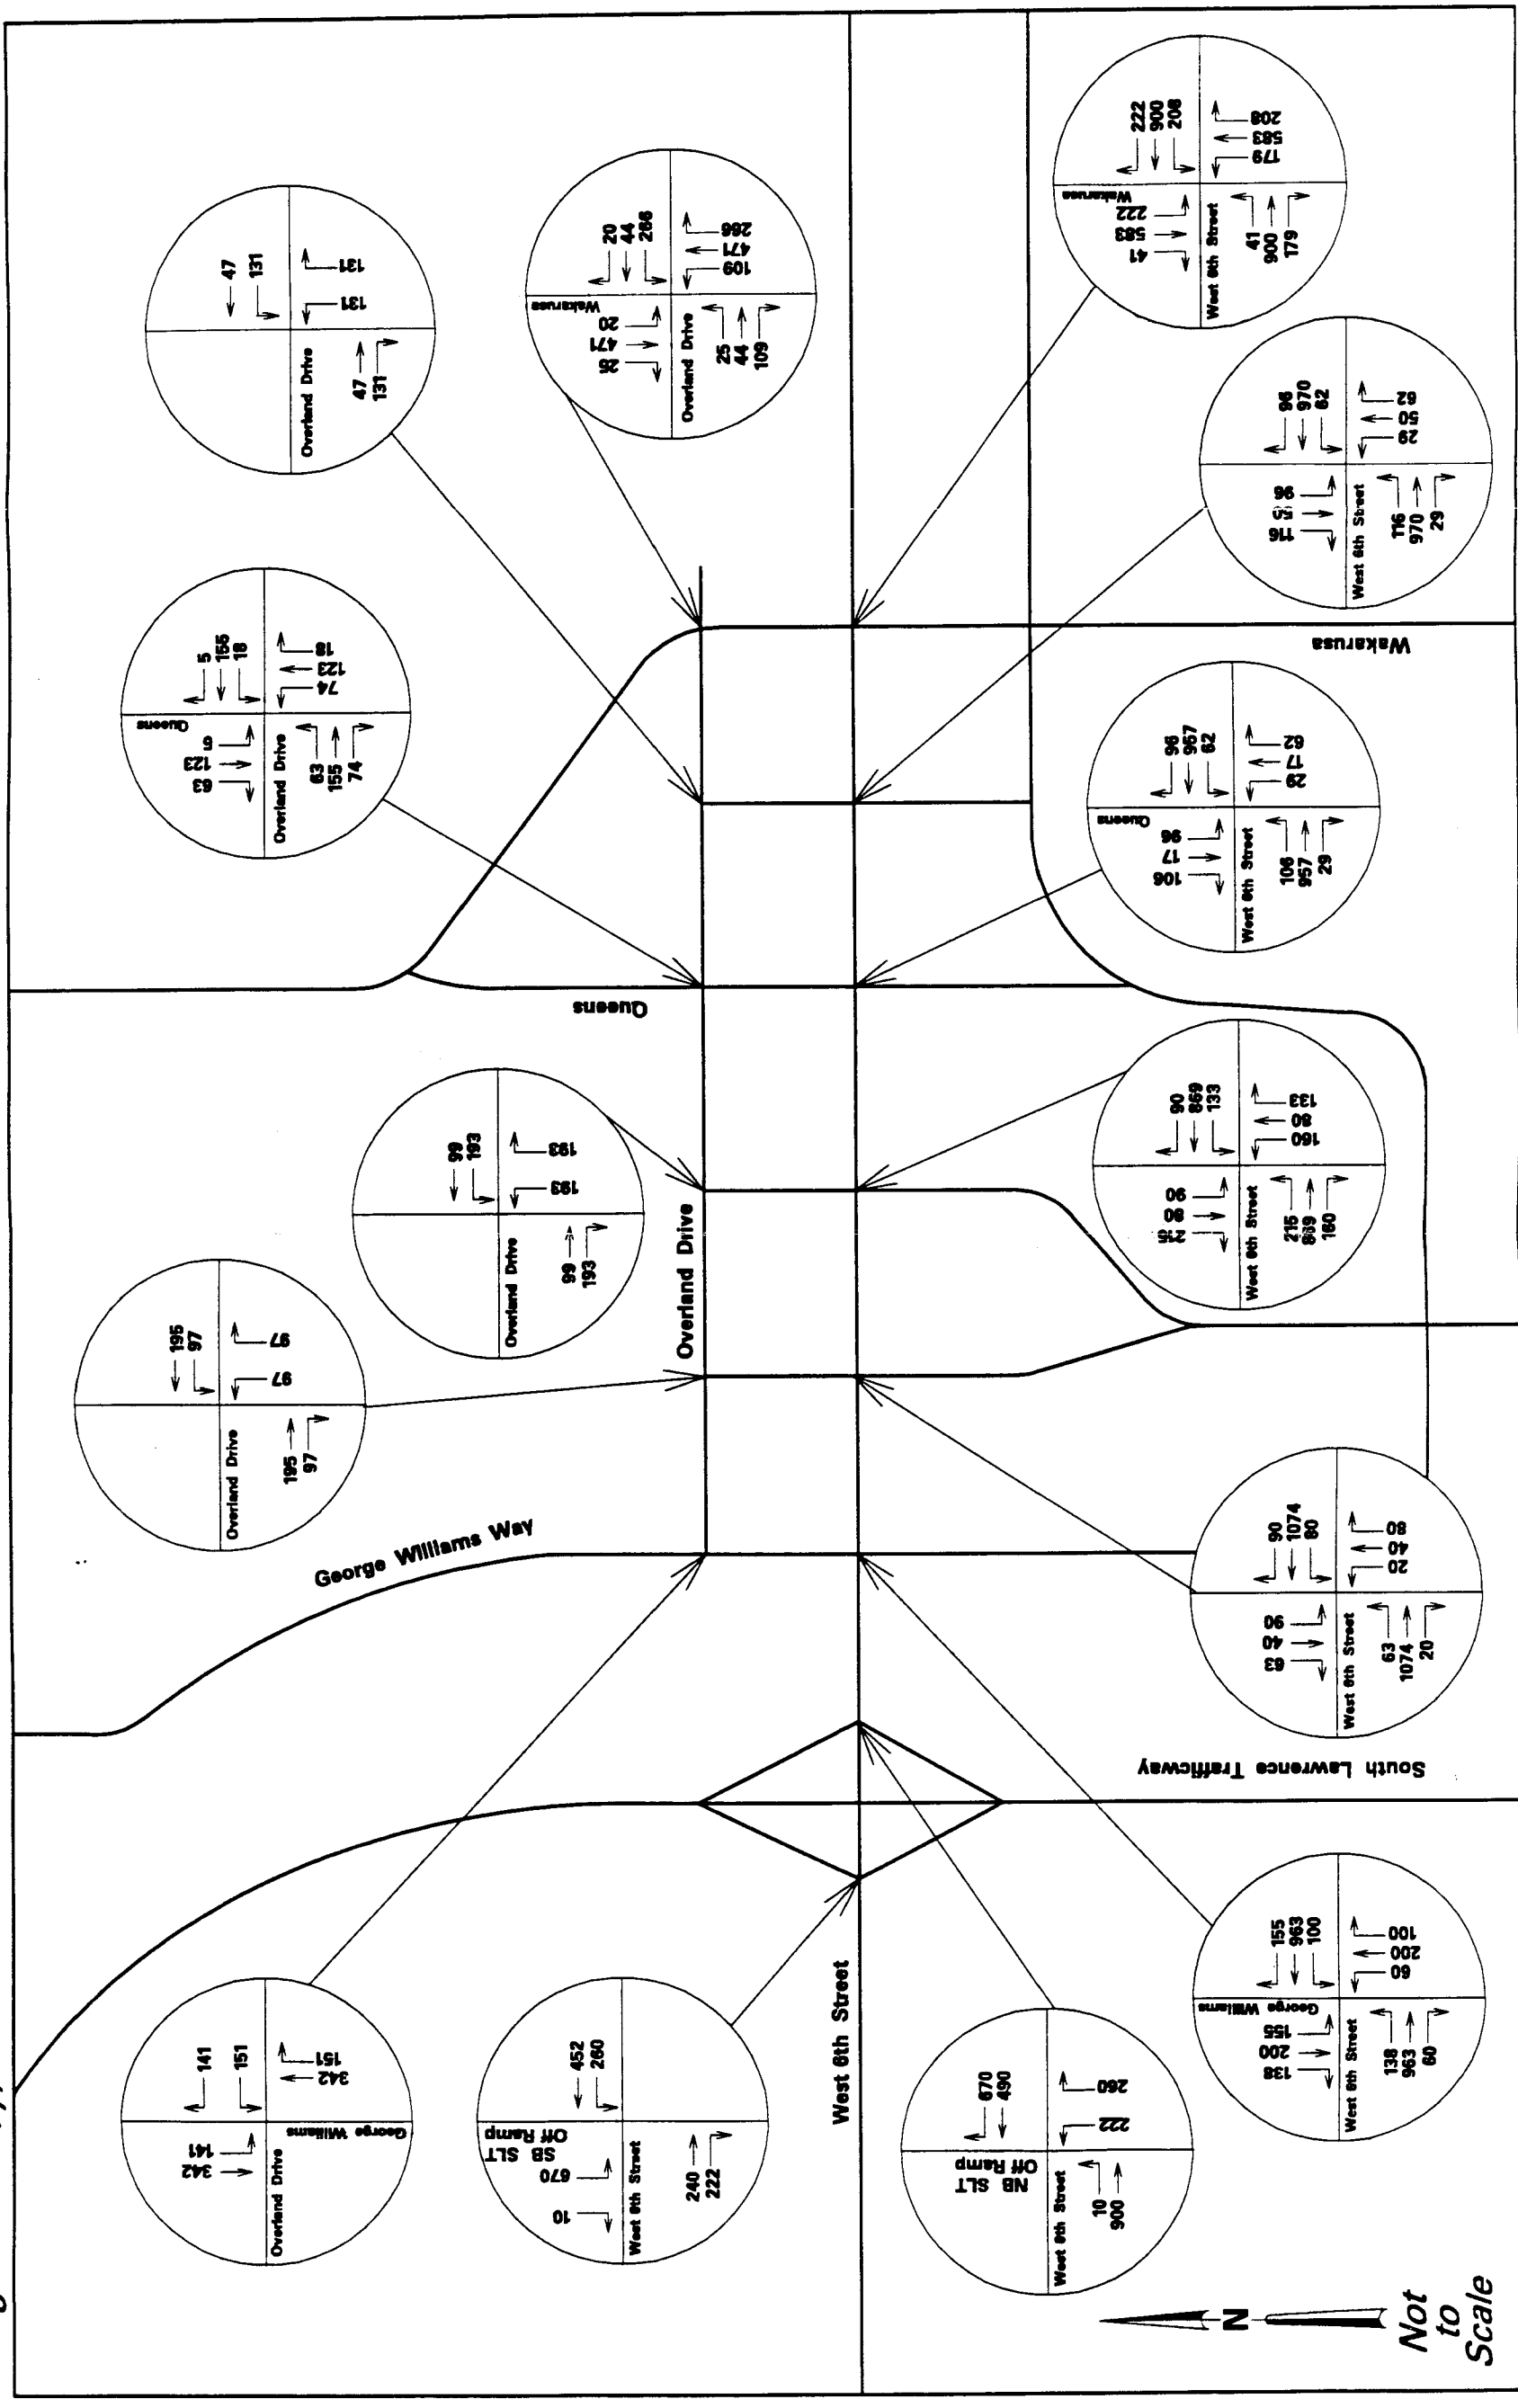 342 141
141
151
Overland Drive
George Williams
342 151
George Williams Way
195
97
Overland Drive
195
97
97 97
Queens
63 123 5
5
155
18
Overland Drive
63
155
74
74 123 18
47
131
Overland Drive
47
131
131 131
SB SLT
Off Ramp
10 670
452
260
West 6th Street
240
222
99
193
Overland Drive
99
193
193 193
Wakarusa
25 471 20
20
44
266
Overland Drive
25
44
109
109 471 266
Queens
Overland Drive
West 6th Street
NB SLT
Off Ramp
670
490
West 6th Street
10
900
222 260
George Williams
138 200 155
155
963
100
West 6th Street
138
963
60
60 200 100
63 40 90
90
1074
80
West 6th Street
63
1074
20
20 40 80
215 80 90
90
869
133
West 6th Street
215
869
160
160 80 133
Queens
106 17 96
96
957
62
West 6th Street
106
957
29
29 17 62
116 55 96
96
970
62
West 6th Street
116
970
29
29 50 62
Wakarusa
41 583 222
222
900
208
West 6th Street
41
900
179
179 583 208
South Lawrence Trafficway
Wakarusa
N
Not
to
Scale